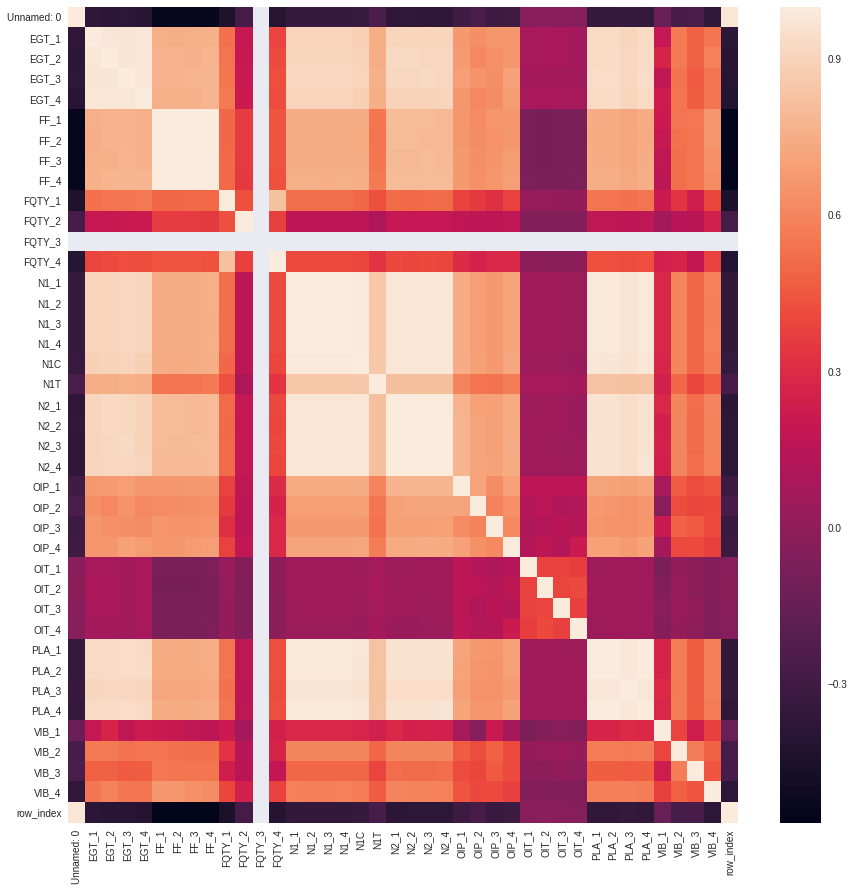 Unnamed: 0
EGT_1
EGT_2
EGT_3
EGT_4
FF_1
FF_2
FF_3
FF_4
FQTY_1
FQTY_2
FQTY_3
FQTY_4
N1_1
N1_2
N1_3
N1_4
N1C
N1T
N2_1
N2_2
N2_3
N2_4
OIP_1
OIP_2
OIP_3
OIP_4
OIT_1
OIT_2
OIT_3
OIT_4
PLA_1
PLA_2
PLA_3
PLA_4
VIB_1
VIB_2
VIB_3
VIB_4
row_index
Unnamed: 0
EGT_1
EGT_2
EGT_3
EGT_4
FF_1
FF_2
FF_3
FF_4
FQTY_1
FQTY_2
FQTY_3
FQTY_4
N1_1
N1_2
N1_3
N1_4
N1C
N1T
N2_1
N2_2
N2_3
N2_4
OIP_1
OIP_2
OIP_3
OIP_4
OIT_1
OIT_2
OIT_3
OIT_4
PLA_1
PLA_2
PLA_3
PLA_4
VIB_1
VIB_2
VIB_3
VIB_4
row_index
0.9
0.6
0.3
0.0
−0.3